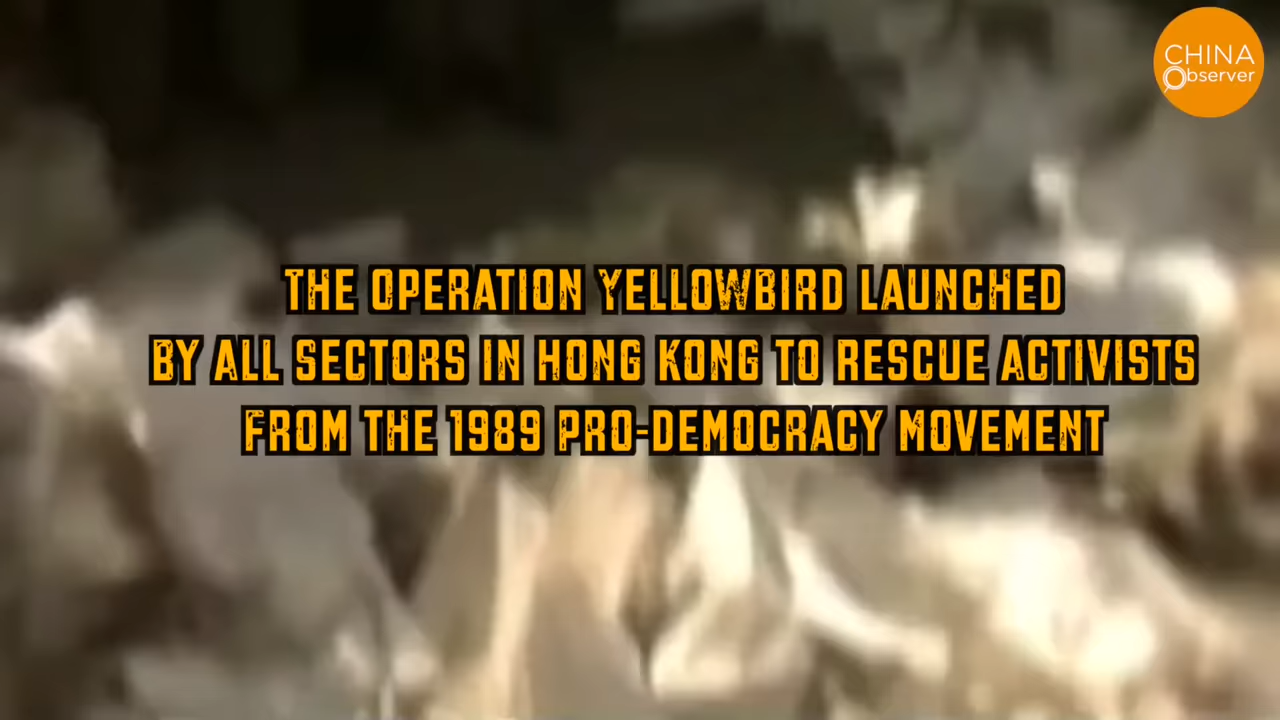 CHINA
Observer
THE OPERATION YELLOWBIRD LAUNCHED
BY ALL SECTORS IN HONG KONG TO RESCUE ACTIVISTS
FROM THE 1989 PRO-DEMOCRACY MOVEMENT